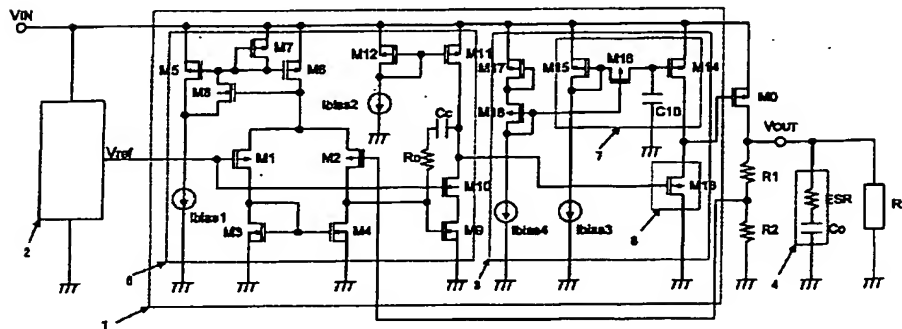 VIN
M7
M12
M11
M17
M15
M16
M14
M5
M6
M8
M0
Ibias2
C10
VOUT
Cc
Vref
M1
M2
RD
M10
R1
7
M13
ESR
R
Ibias1
M3
M4
M9
Ibias4
Ibias3
8
R2
Co
2
6
3
4
1